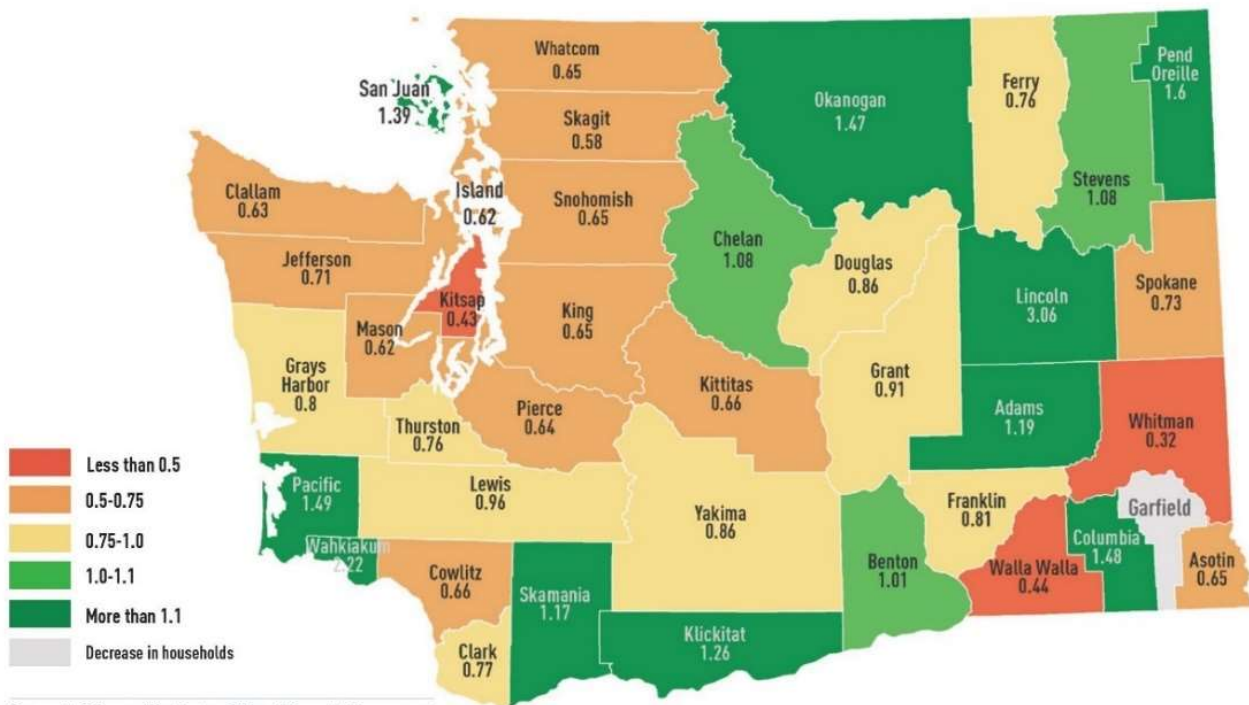 Whatcom
0.65
San Juan
1.39
Skagit
0.58
Okanogan
1.47
Ferry
0.76
Pend
Oreille
1.6
Stevens
1.08
Clallam
0.63
Island
0.62
Snohomish
0.65
Chelan
1.08
Douglas
0.86
Jefferson
0.71
Kitsap
0.43
King
0.65
Lincoln
3.06
Spokane
0.73
Mason
0.62
Grays
Harbor
0.8
Kittitas
0.66
Grant
0.91
Adams
1.19
Whitman
0.32
Thurston
0.76
Pierce
0.64
Less than 0.5
0.5-0.75
0.75-1.0
1.0-1.1
More than 1.1
Decrease in households
Pacific
1.49
Lewis
0.96
Yakima
0.86
Franklin
0.81
Garfield
Wahkiakum
2.22
Cowlitz
0.66
Skamania
1.17
Benton
1.01
Walla Walla
0.44
Columbia
1.48
Asotin
0.65
Clark
0.77
Klickitat
1.26